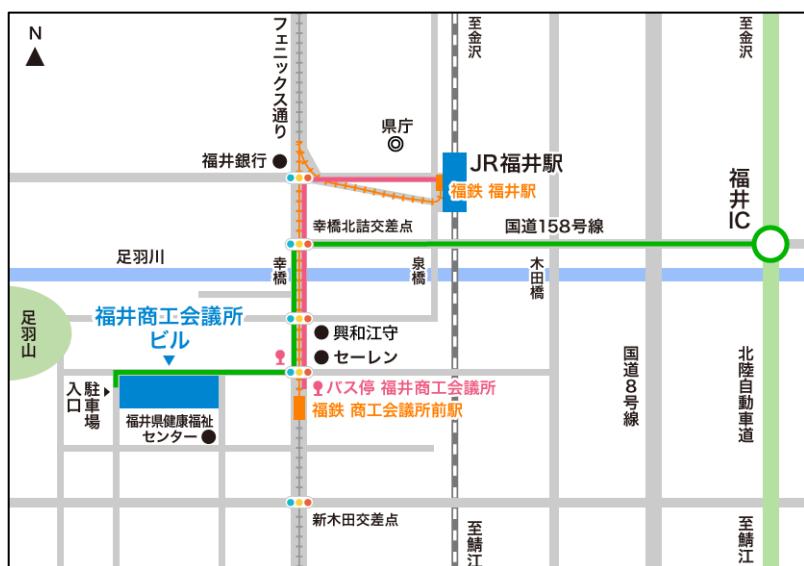 N
フェニックス通り
至金沢
至金沢
県庁
福井銀行
JR福井駅
福鉄 福井駅
福井
IC
幸橋北詰交差点
国道158号線
足羽川
幸橋
泉橋
木田橋
足羽山
福井商工会議所
ビル
興和江守
セーレン
バス停 福井商工会議所
福鉄 商工会議所前駅
駐車場
入口
福井県健康福祉
センター
国道8号線
北陸自動車道
新木田交差点
至鯖江
至鯖江